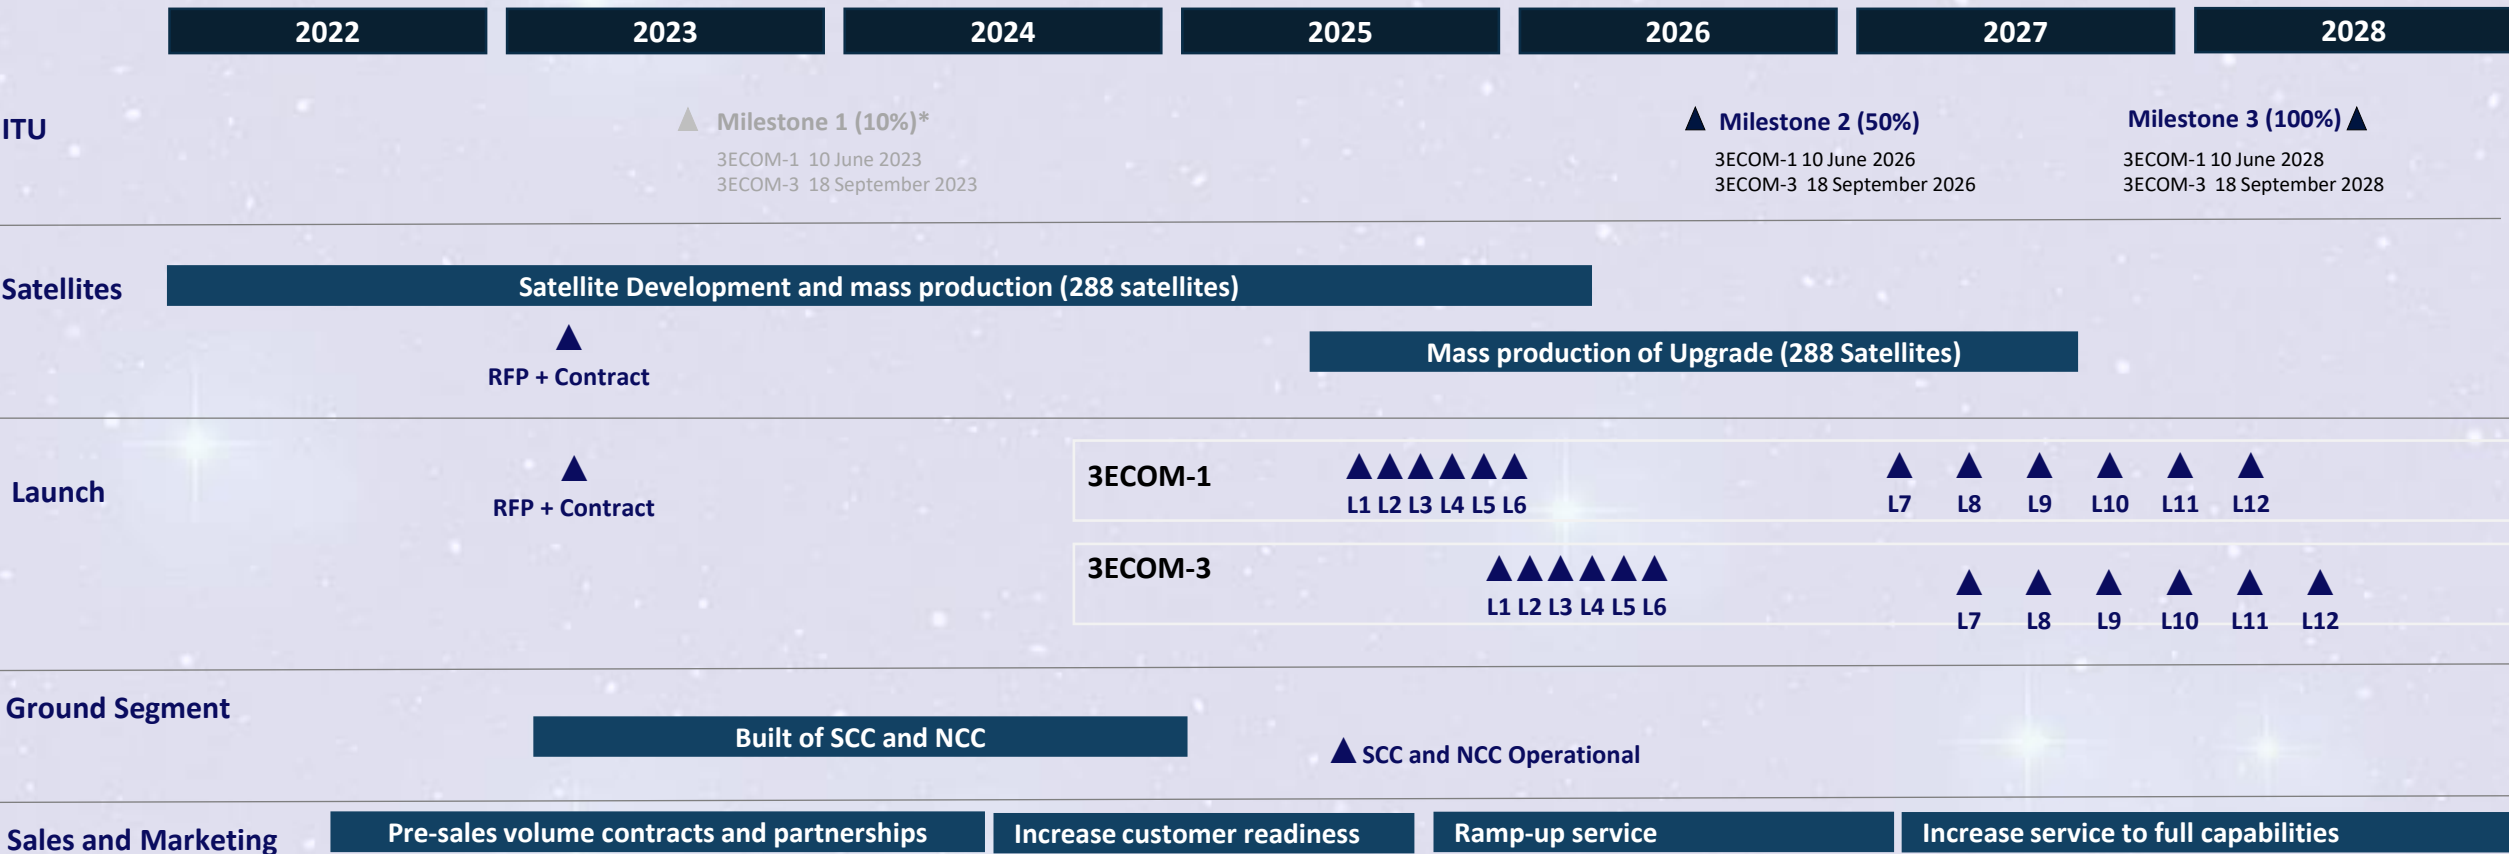 2022 2023 2024 2025 2026 2027 2028
ITU
Milestone 1 (10%)*
3ECOM-1 10 June 2023
3ECOM-3 18 September 2023
Milestone 2 (50%)
3ECOM-1 10 June 2026
3ECOM-3 18 September 2026
Milestone 3 (100%)
3ECOM-1 10 June 2028
3ECOM-3 18 September 2028
Satellites
Satellite Development and mass production (288 satellites)
RFP + Contract
Mass production of Upgrade (288 Satellites)
Launch
RFP + Contract
3ECOM-1
L1 L2 L3 L4 L5 L6
L7 L8 L9 L10 L11 L12
3ECOM-3
L1 L2 L3 L4 L5 L6
L7 L8 L9 L10 L11 L12
Ground Segment
Built of SCC and NCC
SCC and NCC Operational
Sales and Marketing
Pre-sales volume contracts and partnerships
Increase customer readiness
Ramp-up service
Increase service to full capabilities